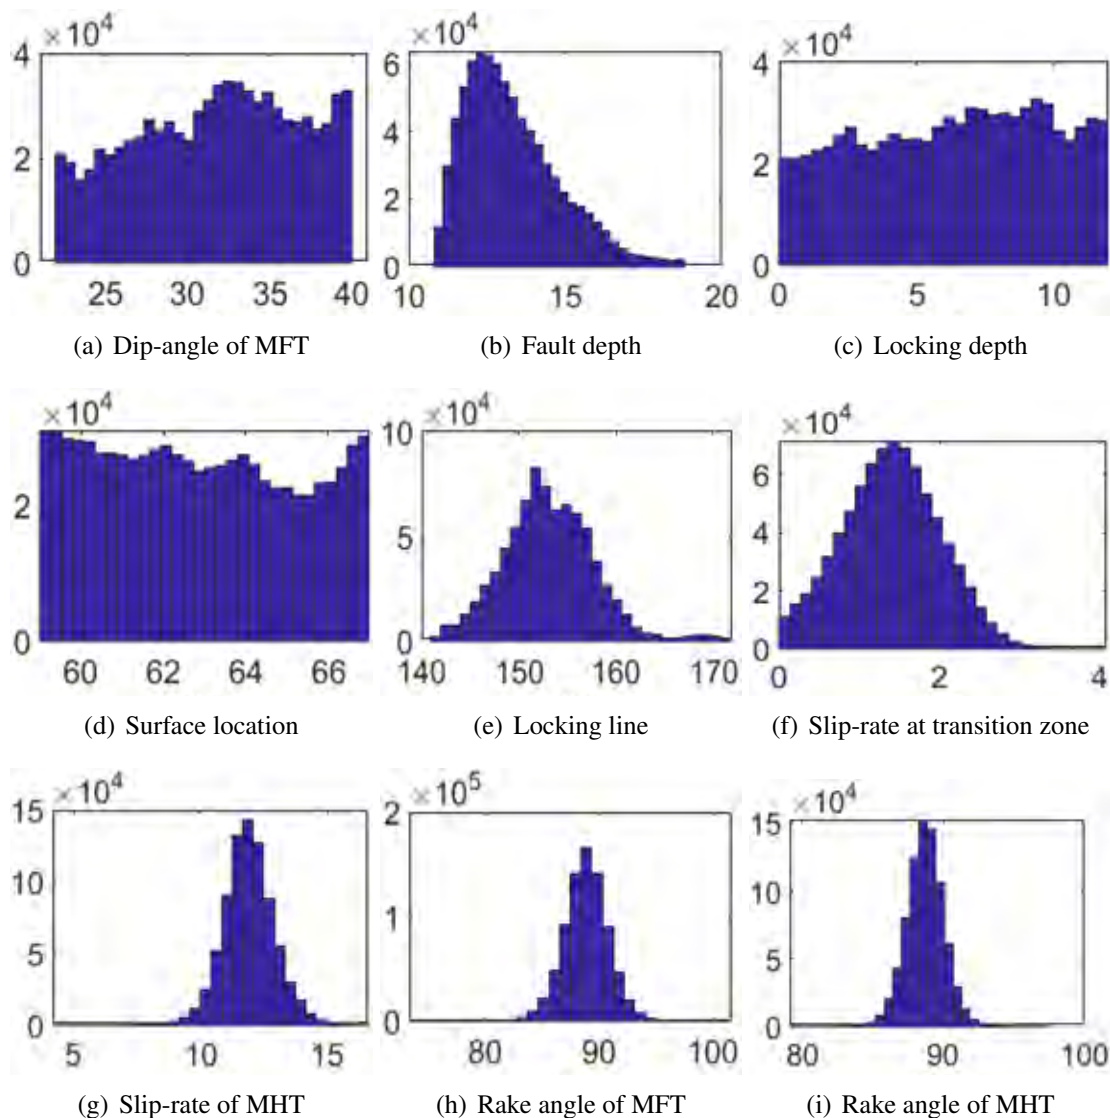 ×10⁴ ×10⁴ ×10⁴
4 6 4
2 4 2
2
0 0 0
25 30 35 40 10 15 20 0 5 10
(a) Dip-angle of MFT (b) Fault depth (c) Locking depth
×10⁴ ×10⁴ ×10⁴
10 6
2 5 4
2
0 0 0
60 62 64 66 140 150 160 170 0 2 4
(d) Surface location (e) Locking line (f) Slip-rate at transition zone
×10⁴ ×10⁵ ×10⁴
15 2 15
10 1 10
5 5
0 0 0
5 10 15 80 90 100 80 90 100
(g) Slip-rate of MHT (h) Rake angle of MFT (i) Rake angle of MHT